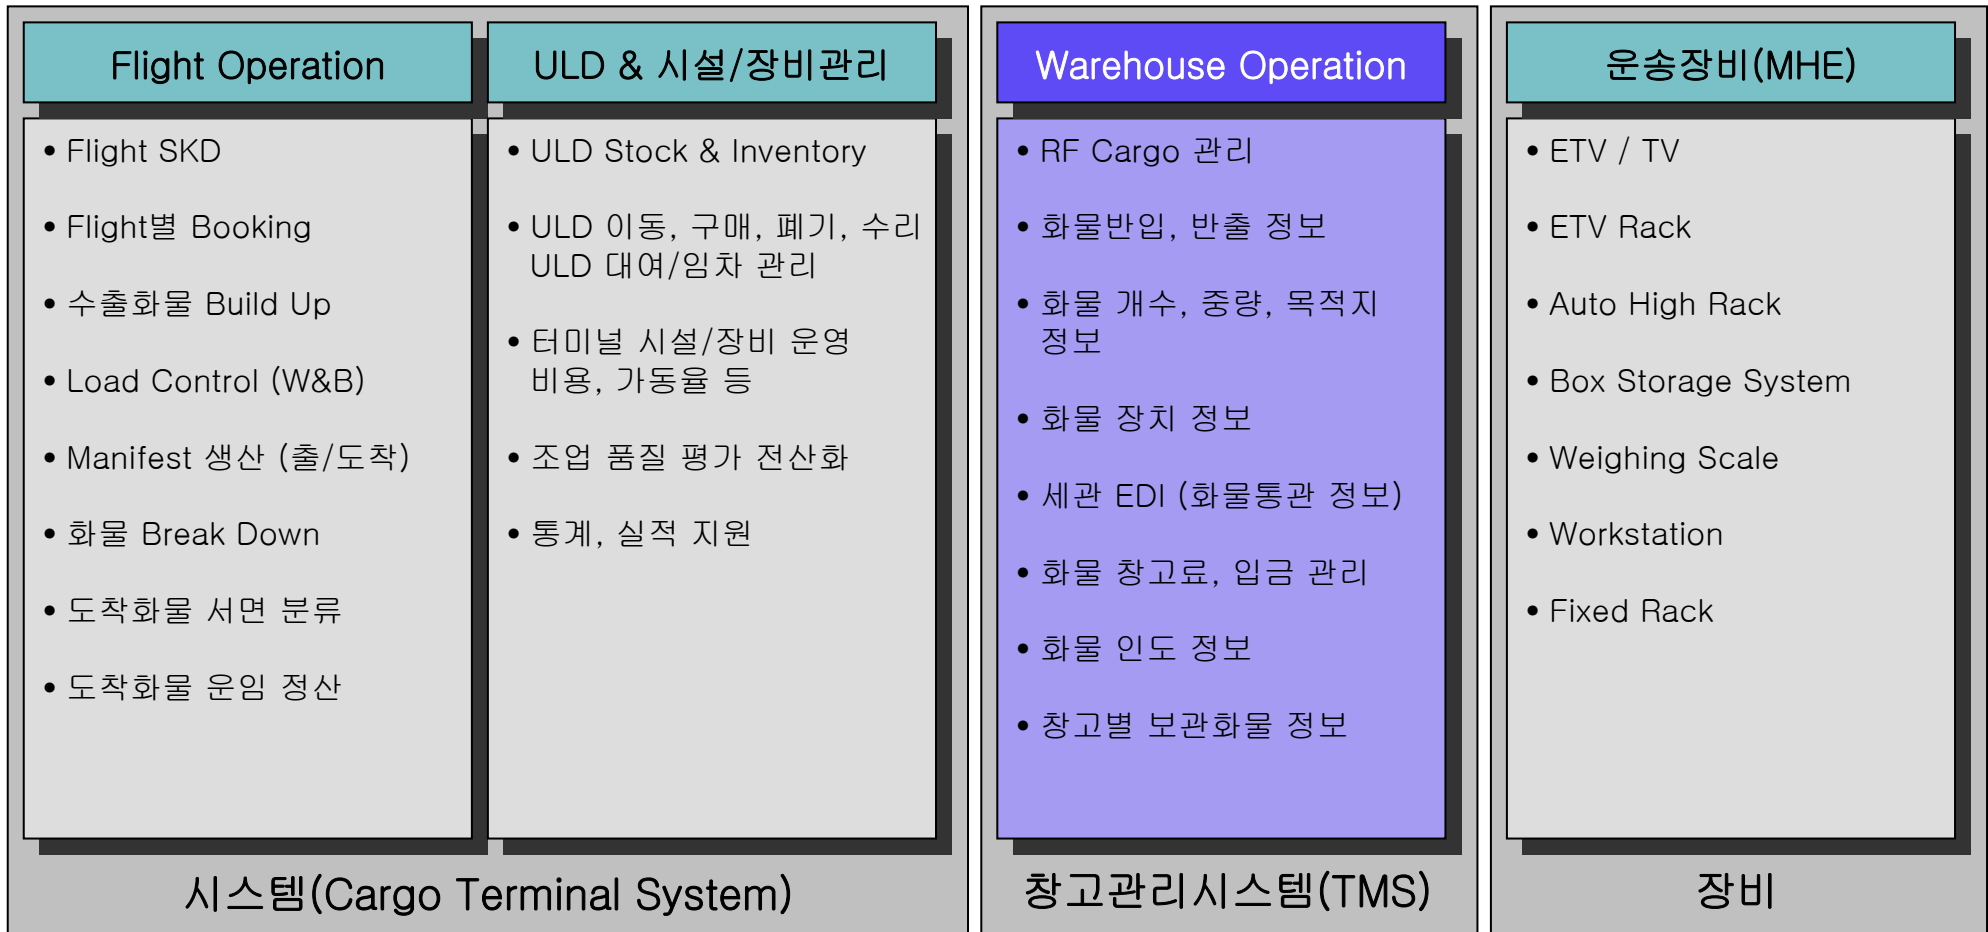 Flight Operation
• Flight SKD
• Flight별 Booking
• 수출화물 Build Up
• Load Control (W&B)
• Manifest 생산 (출/도착)
• 화물 Break Down
• 도착화물 서면 분류
• 도착화물 운임 정산
ULD & 시설/장비관리
• ULD Stock & Inventory
• ULD 이동, 구매, 폐기, 수리
ULD 대여/임차 관리
• 터미널 시설/장비 운영
비용, 가동율 등
• 조업 품질 평가 전산화
• 통계, 실적 지원
시스템(Cargo Terminal System)
Warehouse Operation
• RF Cargo 관리
• 화물반입, 반출 정보
• 화물 개수, 중량, 목적지
정보
• 화물 장치 정보
• 세관 EDI (화물통관 정보)
• 화물 창고료, 입금 관리
• 화물 인도 정보
• 창고별 보관화물 정보
창고관리시스템(TMS)
운송장비(MHE)
• ETV / TV
• ETV Rack
• Auto High Rack
• Box Storage System
• Weighing Scale
• Workstation
• Fixed Rack
장비